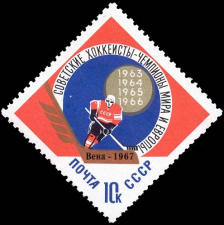 СОВЕТСКИЕ ХОККЕИСТЫ-ЧЕМПИОНЫ МИРА И ЕВРОПЫ
1963
1964
1965
1966
СССР
Вена - 1967
ПОЧТА СССР
10к